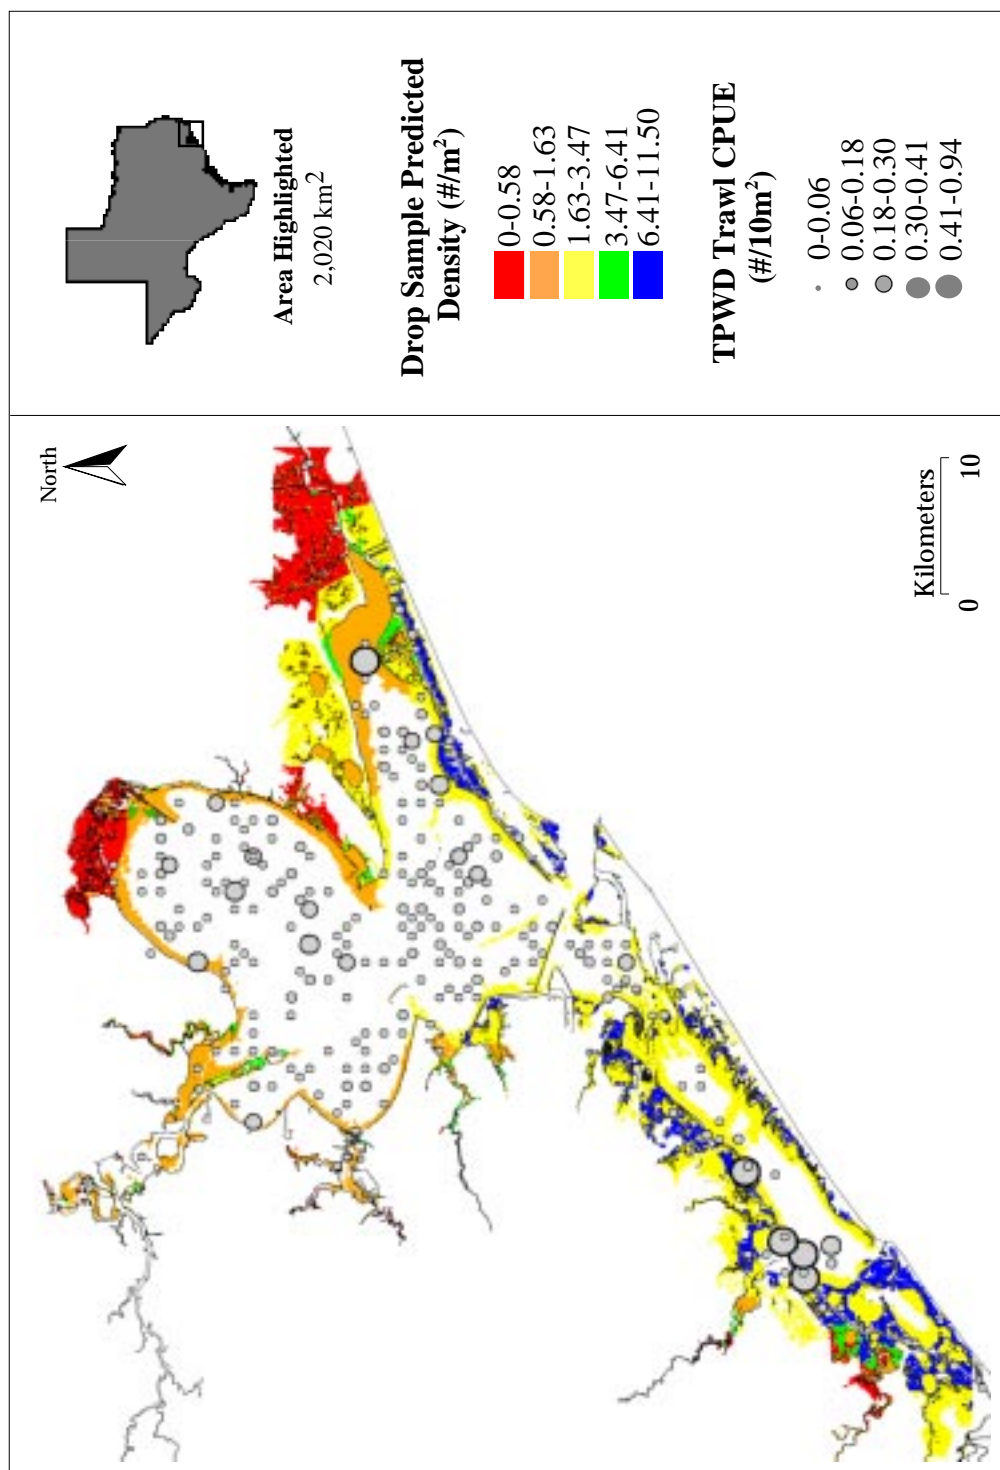 North
Kilometers
0 10
Area Highlighted
2,020 km²
Drop Sample Predicted
Density (#/m²)
0-0.58
0.58-1.63
1.63-3.47
3.47-6.41
6.41-11.50
TPWD Trawl CPUE
(#/10m²)
0-0.06
0.06-0.18
0.18-0.30
0.30-0.41
0.41-0.94